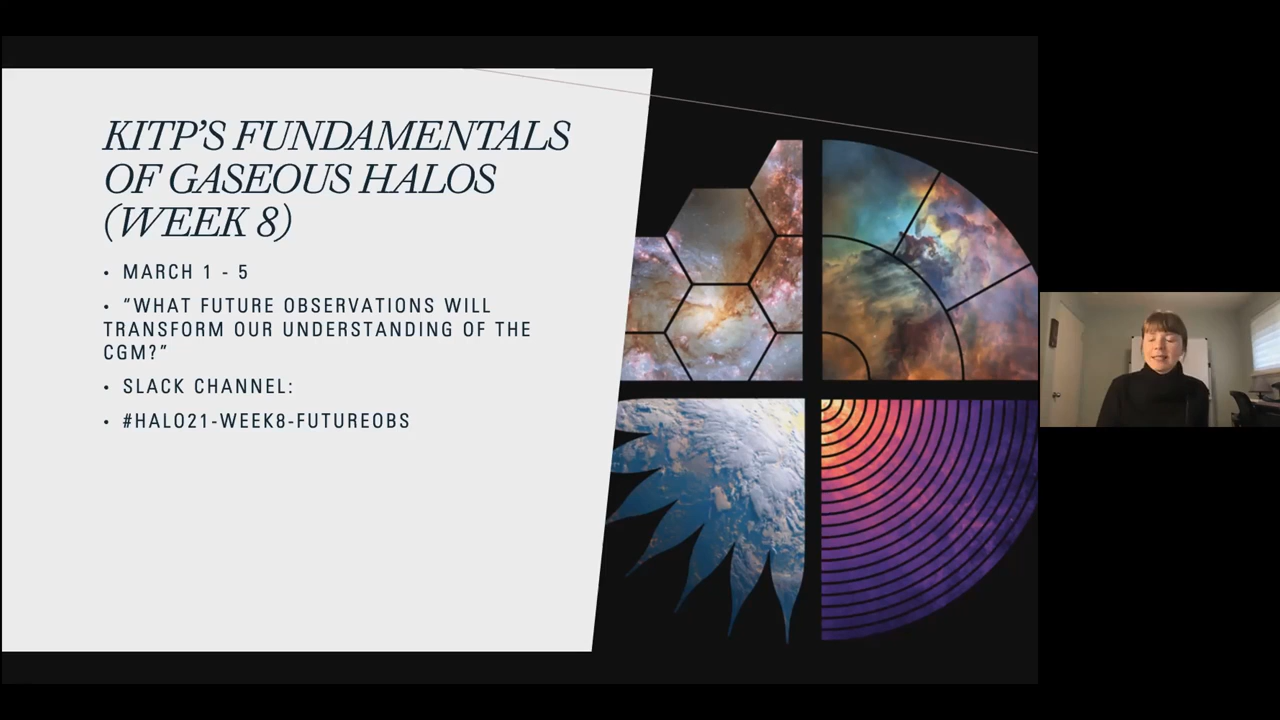 KITP'S FUNDAMENTALS
OF GASEOUS HALOS
(WEEK 8)
• MARCH 1 - 5
• "WHAT FUTURE OBSERVATIONS WILL
TRANSFORM OUR UNDERSTANDING OF THE
CGM?"
• SLACK CHANNEL:
• #HALO21-WEEK8-FUTUREOBS